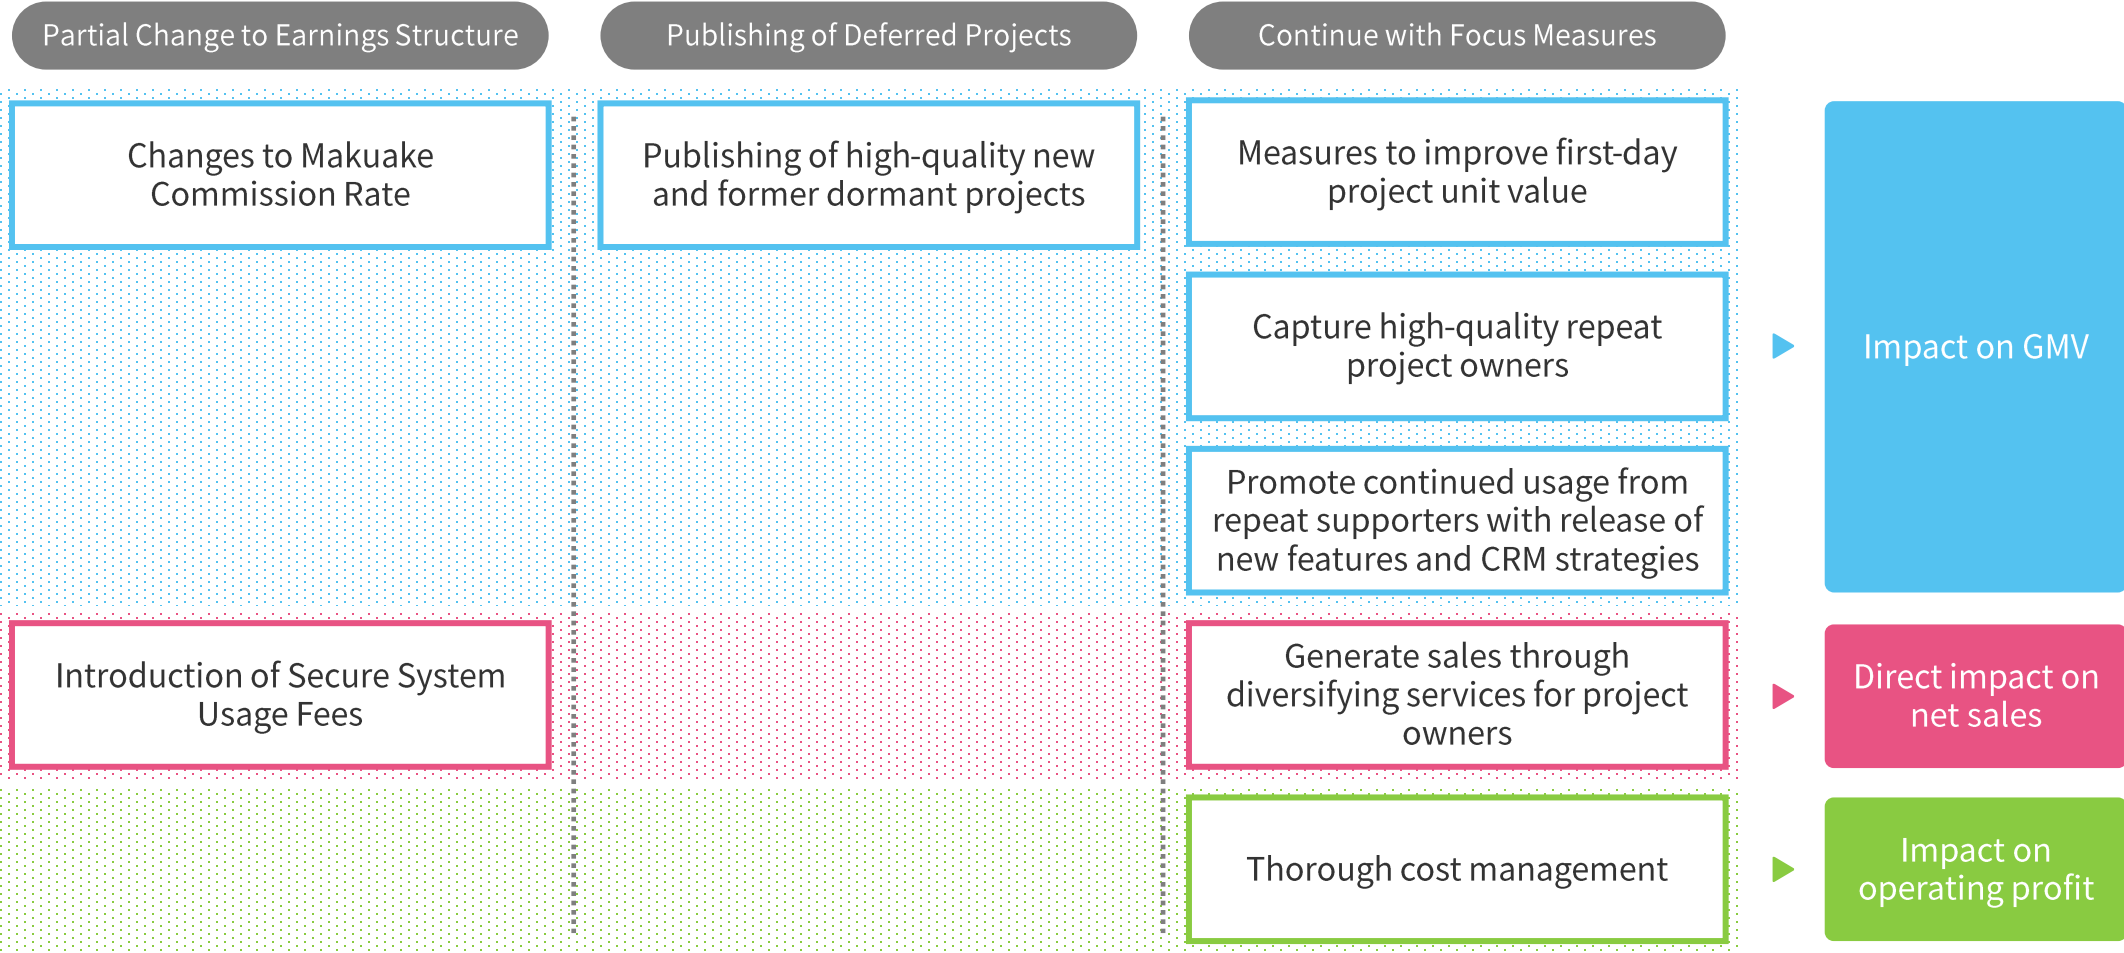 Partial Change to Earnings Structure
Publishing of Deferred Projects
Continue with Focus Measures
Changes to Makuake
Commission Rate
Publishing of high-quality new
and former dormant projects
Measures to improve first-day
project unit value
Capture high-quality repeat
project owners
Promote continued usage from
repeat supporters with release of
new features and CRM strategies
Impact on GMV
Introduction of Secure System
Usage Fees
Generate sales through
diversifying services for project
owners
Direct impact on
net sales
Thorough cost management
Impact on
operating profit